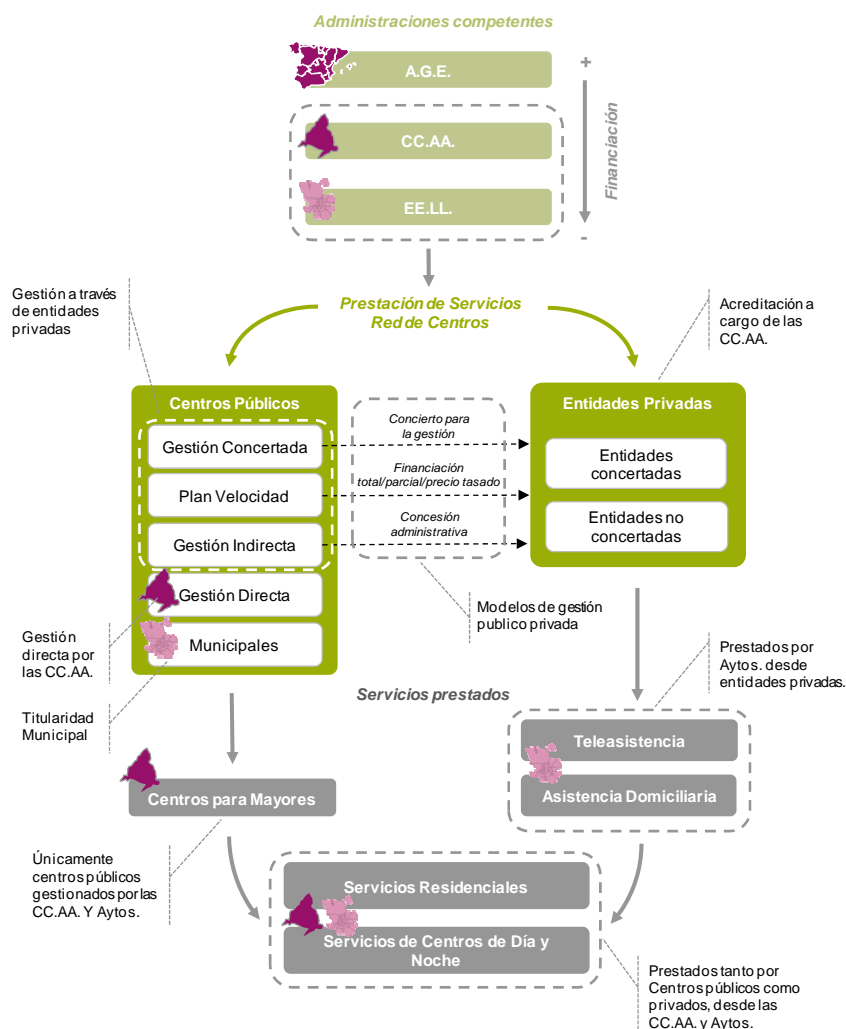 Administraciones competentes
A.G.E.
+
CC.AA.
EE.LL.
Financiación
-
Gestión a través
de entidades
privadas
Prestación de Servicios
Red de Centros
Acreditación a
cargo de las
CC.AA.
Centros Públicos
Gestión Concertada
Plan Velocidad
Gestión Indirecta
Gestión Directa
Municipales
Concierto para
la gestión
Financiación
total/parcial/precio tasado
Concesión
administrativa
Entidades Privadas
Entidades
concertadas
Entidades no
concertadas
Modelos de gestión
publico privada
Gestión
directa por
las CC.AA.
Titularidad
Municipal
Servicios prestados
Prestados por
Aytos. desde
entidades privadas.
Teleasistencia
Asistencia Domiciliaria
Centros para Mayores
Únicamente
centros públicos
gestionados por las
CC.AA. Y Aytos.
Servicios Residenciales
Servicios de Centros de Día y
Noche
Prestados tanto por
Centros públicos como
privados, desde las
CC.AA. y Aytos.